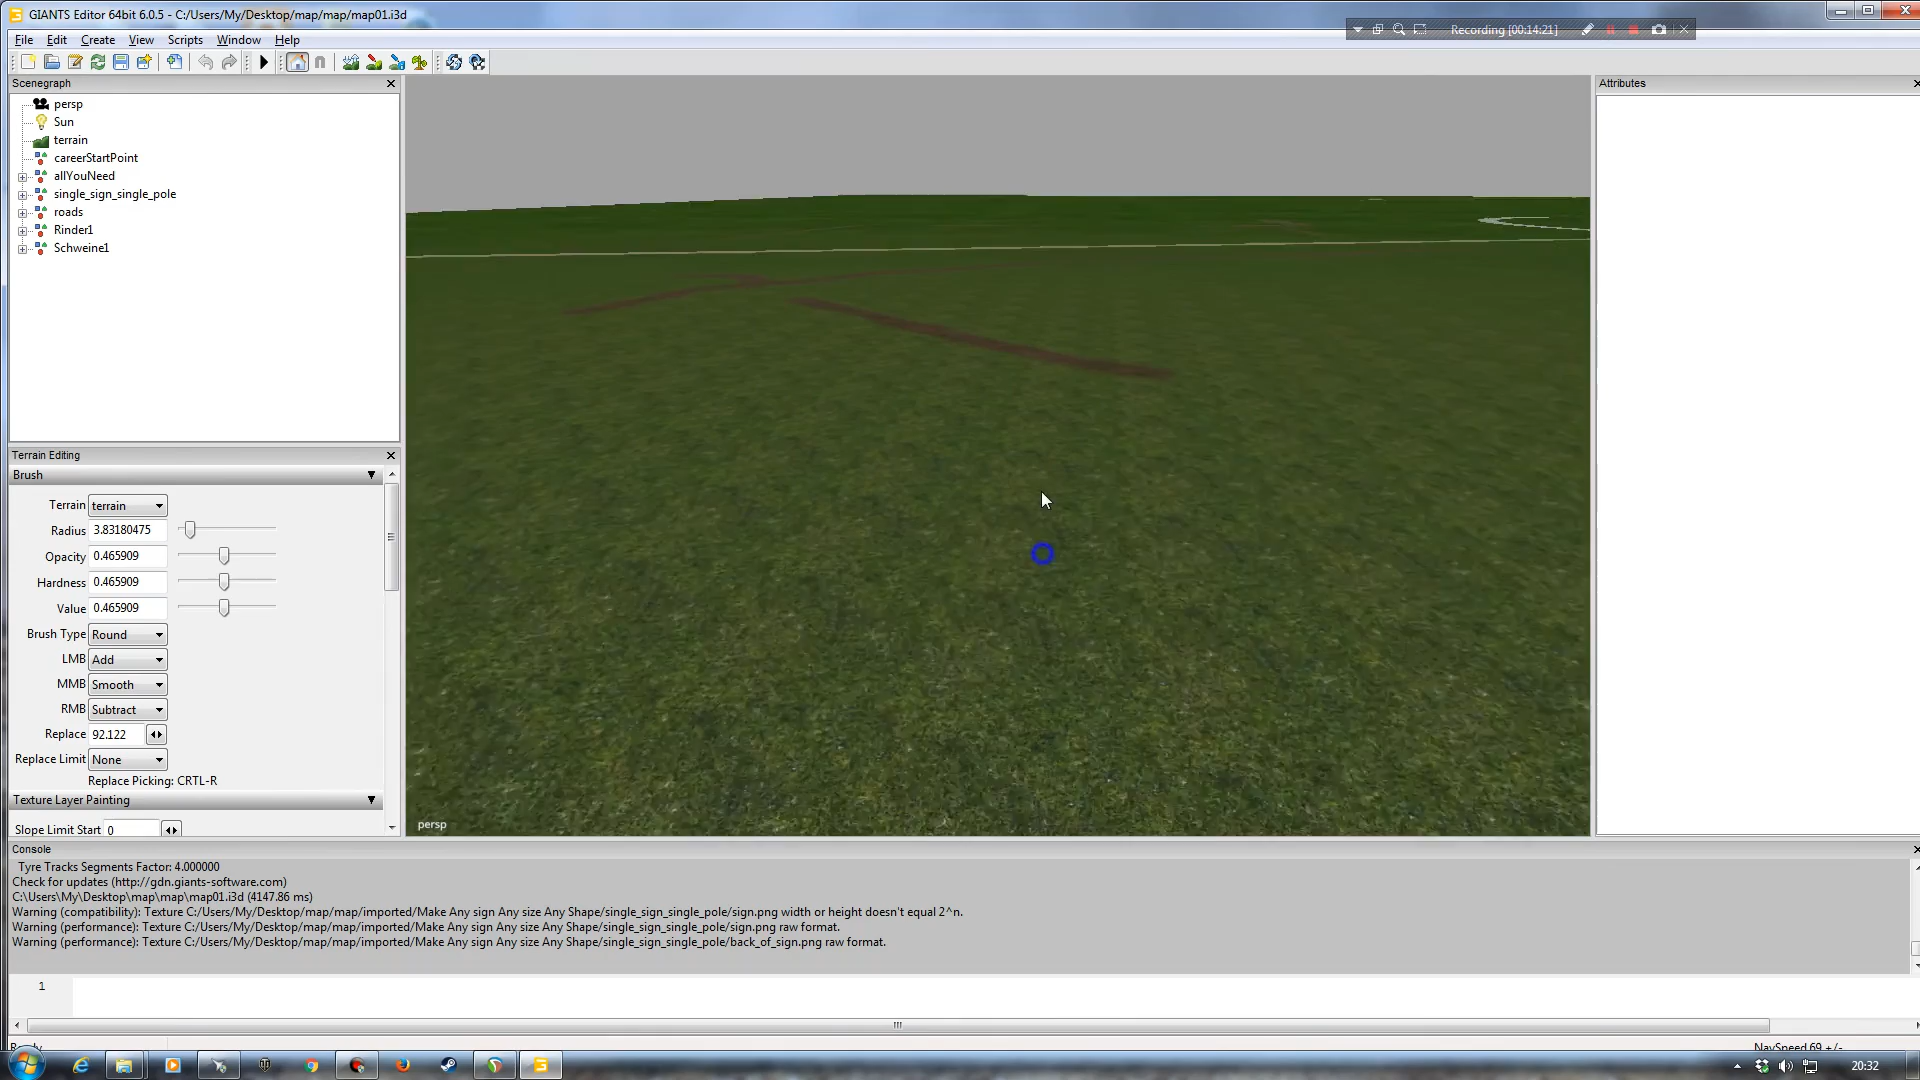 GIANTS Editor 64bit 6.0.5 - C:/Users/My/Desktop/map/map/map01.i3d
Recording [00:14:21]
File Edit Create View Scripts Window Help
Scenegraph
Attributes
persp
Sun
terrain
careerStartPoint
allYouNeed
single_sign_single_pole
roads
Rinder1
Schweine1
Terrain Editing
Brush
Terrain terrain
Radius 3.83180475
Opacity 0.465909
Hardness 0.465909
Value 0.465909
Brush Type Round
LMB Add
MMB Smooth
RMB Subtract
Replace 92.122
Replace Limit None
Replace Picking: CRTL-R
Texture Layer Painting
Slope Limit Start 0
persp
Console
Tyre Tracks Segments Factor: 4.000000
Check for updates (http://gdn.giants-software.com)
C:\Users\My\Desktop\map\map\map01.i3d (4147.86 ms)
Warning (compatibility): Texture C:/Users/My/Desktop/map/map/imported/Make Any sign Any size Any Shape/single_sign_single_pole/sign.png width or height doesn't equal 2^n.
Warning (performance): Texture C:/Users/My/Desktop/map/map/imported/Make Any sign Any size Any Shape/single_sign_single_pole/sign.png raw format.
Warning (performance): Texture C:/Users/My/Desktop/map/map/imported/Make Any sign Any size Any Shape/single_sign_single_pole/back_of_sign.png raw format.
1
NavSpeed 69 +/-
20:32